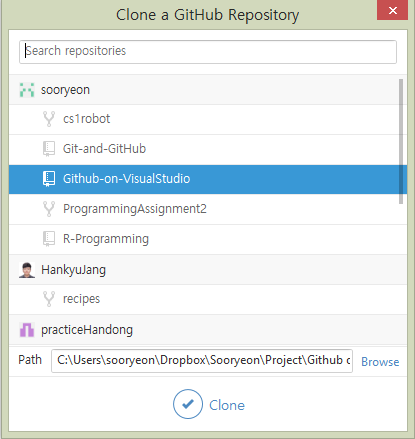 Clone a GitHub Repository
Search repositories
sooryeon
cs1robot
Git-and-GitHub
Github-on-VisualStudio
ProgrammingAssignment2
R-Programming
HankyuJang
recipes
practiceHandong
Path C:\Users\sooryeon\Dropbox\Sooryeon\Project\Github Browse
Clone